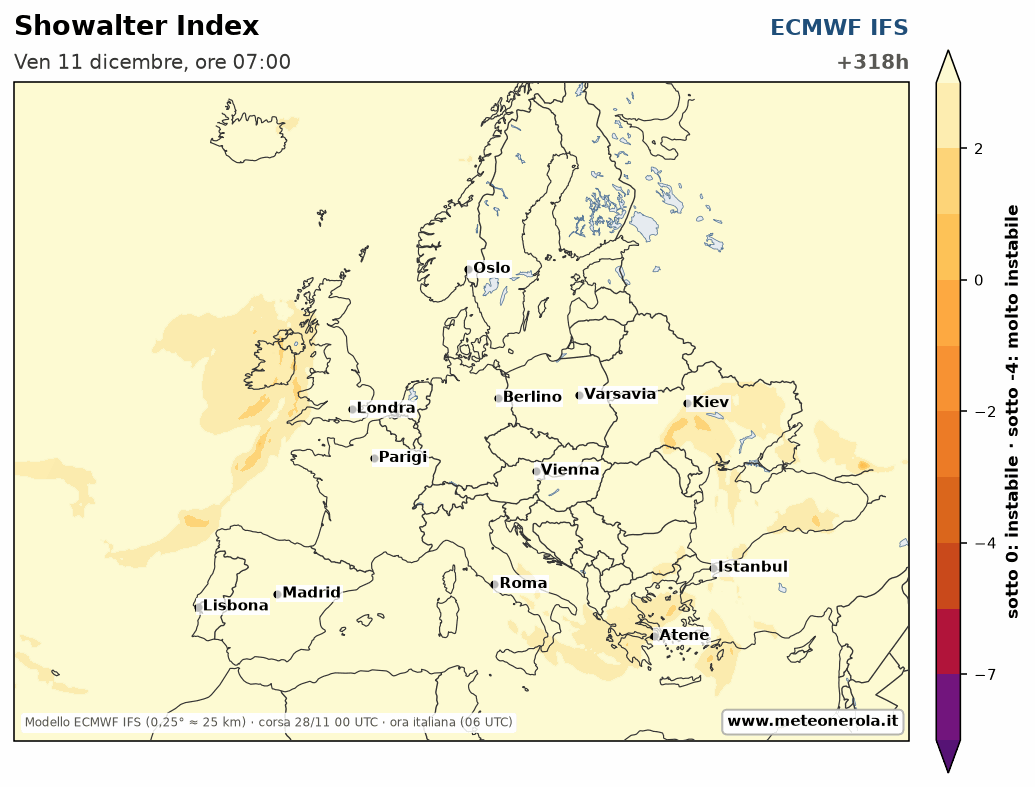 Showalter Index
ECMWF IFS
Ven 11 dicembre, ore 07:00
+318h
Oslo
Berlino
Varsavia
Kiev
Londra
Parigi
Vienna
Istanbul
Roma
Madrid
Lisbona
Atene
Modello ECMWF IFS (0,25° ≈ 25 km) · corsa 28/11 00 UTC · ora italiana (06 UTC)
www.meteonerola.it
2
0
−2
−4
−7
sotto 0: instabile · sotto -4: molto instabile